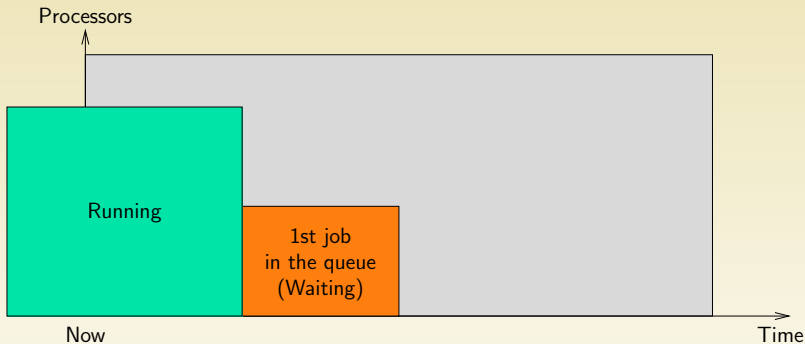 Processors
Running
1st job
in the queue
(Waiting)
Now
Time